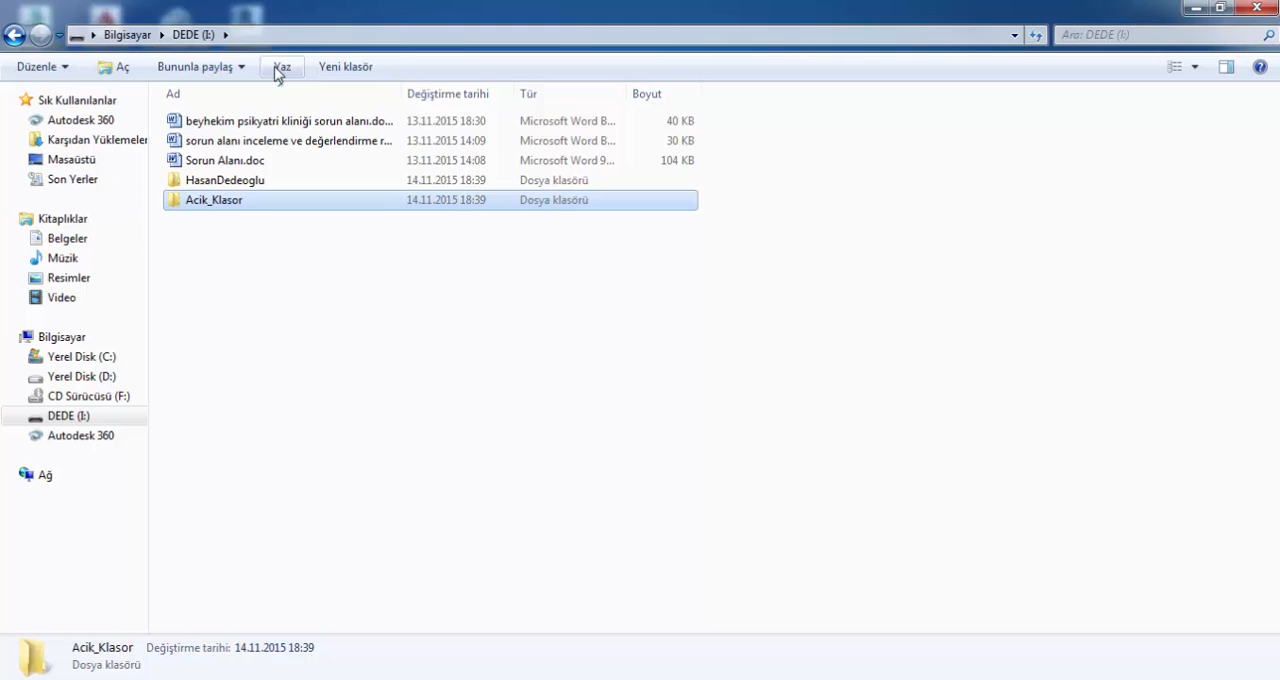 Bilgisayar DEDE (I:)
Ara: DEDE (I:)
Düzenle Aç Bununla paylaş Yaz Yeni klasör
Sık Kullanılanlar
Autodesk 360
Karşıdan Yüklemeler
Masaüstü
Son Yerler
Kitaplıklar
Belgeler
Müzik
Resimler
Video
Bilgisayar
Yerel Disk (C:)
Yerel Disk (D:)
CD Sürücüsü (F:)
DEDE (I:)
Autodesk 360
Ağ
Ad Değiştirme tarihi Tür Boyut
beyhekim psikyatri kliniği sorun alanı.do... 13.11.2015 18:30 Microsoft Word B... 40 KB
sorun alanı inceleme ve değerlendirme r... 13.11.2015 14:09 Microsoft Word B... 30 KB
Sorun Alanı.doc 13.11.2015 14:08 Microsoft Word 9... 104 KB
HasanDedeoglu 14.11.2015 18:39 Dosya klasörü
Acik_Klasor 14.11.2015 18:39 Dosya klasörü
Acik_Klasor Değiştirme tarihi: 14.11.2015 18:39
Dosya klasörü